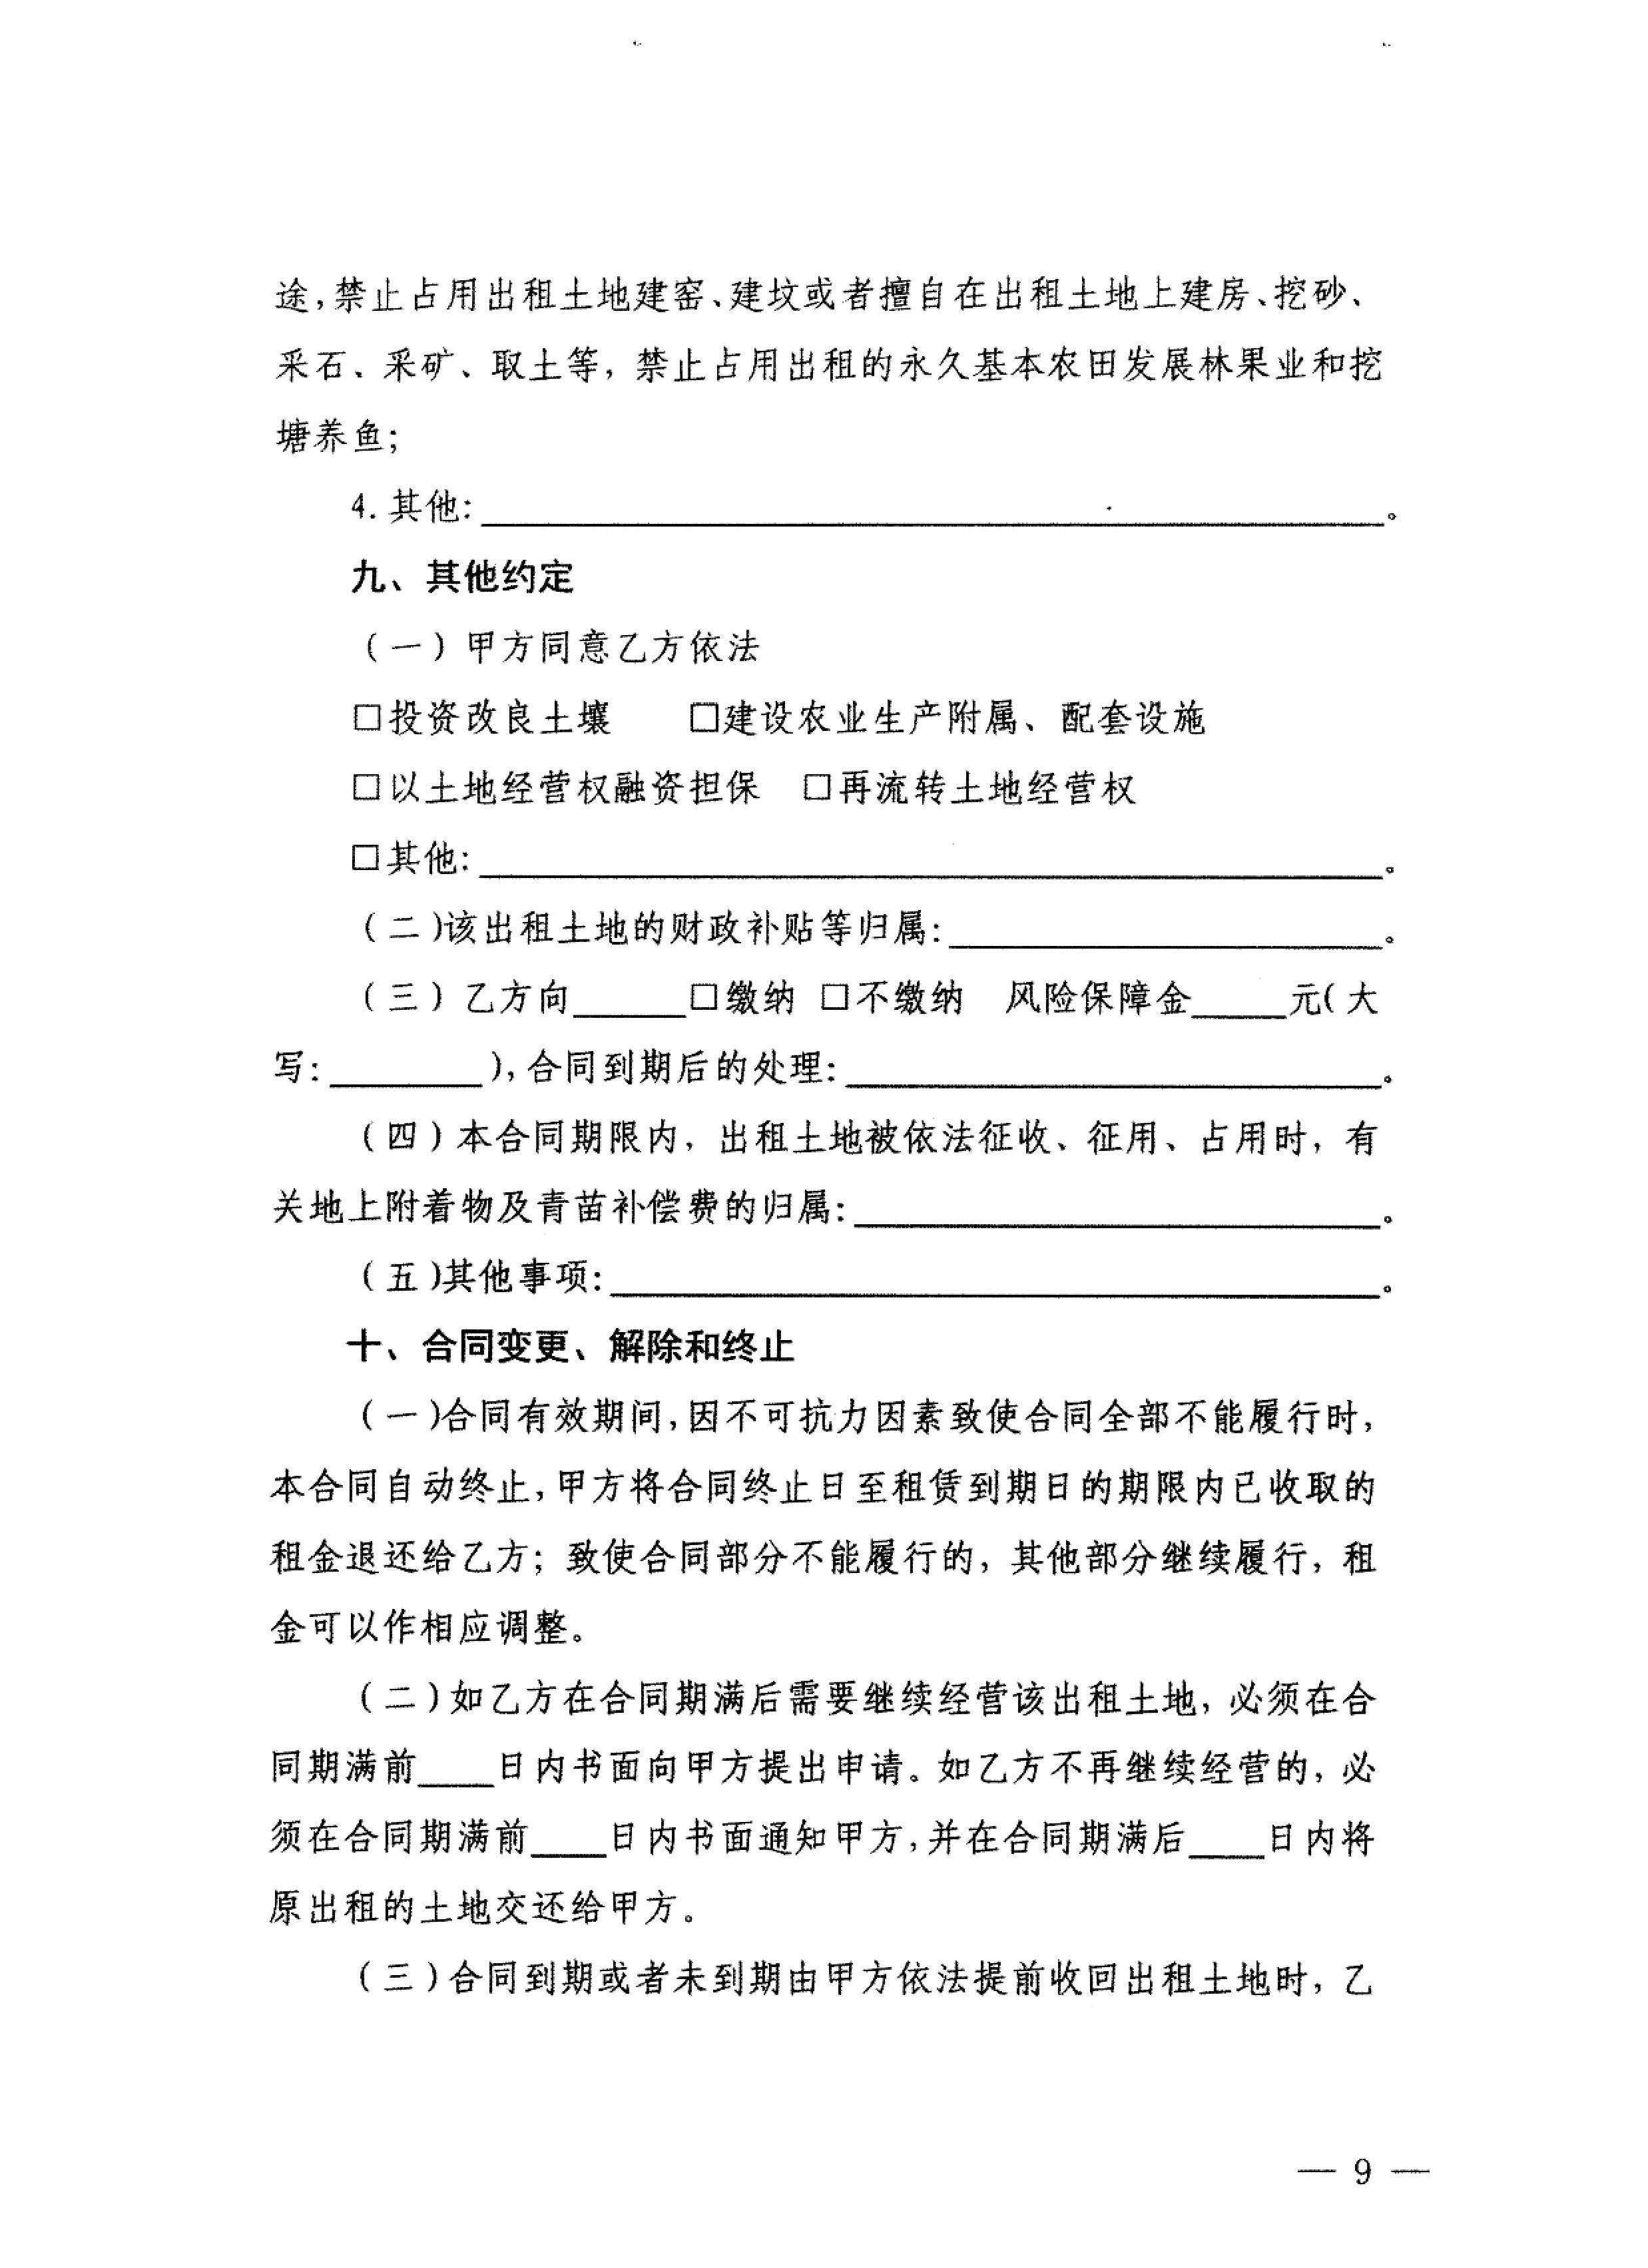 途,禁止占用出租土地建窑、建坟或者擅自在出租土地上建房、挖砂、
采石、采矿、取土等，禁止占用出租的永久基本农田发展林果业和挖
塘养鱼；
4. 其他：____________________。
九、其他约定
（一）甲方同意乙方依法
□投资改良土壤　□建设农业生产附属、配套设施
□以土地经营权融资担保　□再流转土地经营权
□其他：____________________。
（二）该出租土地的财政补贴等归属：__________。
（三）乙方向______□缴纳 □不缴纳　风险保障金_____元（大
写：________），合同到期后的处理：____________。
（四）本合同期限内，出租土地被依法征收、征用、占用时，有
关地上附着物及青苗补偿费的归属：____________。
（五）其他事项：__________________。
十、合同变更、解除和终止
（一）合同有效期间，因不可抗力因素致使合同全部不能履行时，
本合同自动终止，甲方将合同终止日至租赁到期日的期限内已收取的
租金退还给乙方；致使合同部分不能履行的，其他部分继续履行，租
金可以作相应调整。
（二）如乙方在合同期满后需要继续经营该出租土地，必须在合
同期满前____日内书面向甲方提出申请。如乙方不再继续经营的，必
须在合同期满前____日内书面通知甲方，并在合同期满后____日内将
原出租的土地交还给甲方。
（三）合同到期或者未到期由甲方依法提前收回出租土地时，乙
— 9 —